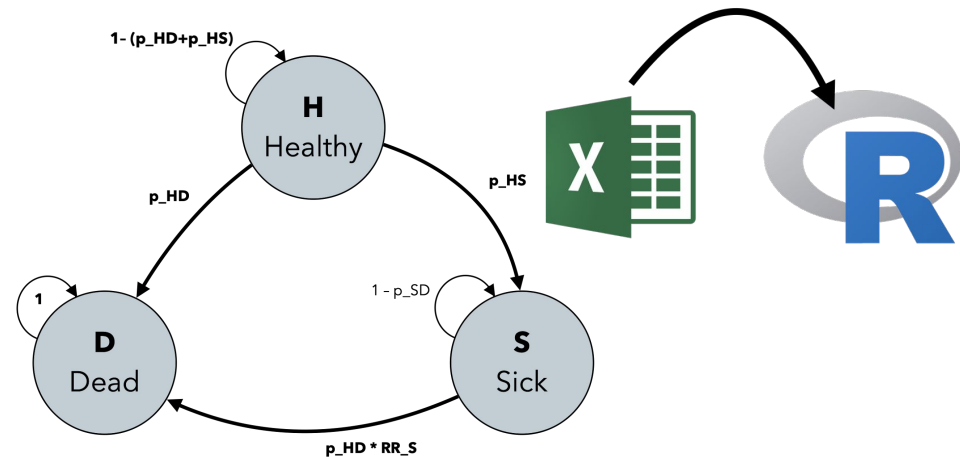 1- (p_HD+p_HS)
H
Healthy
p_HD
p_HS
X
R
1
D
Dead
1 – p_SD
S
Sick
p_HD * RR_S